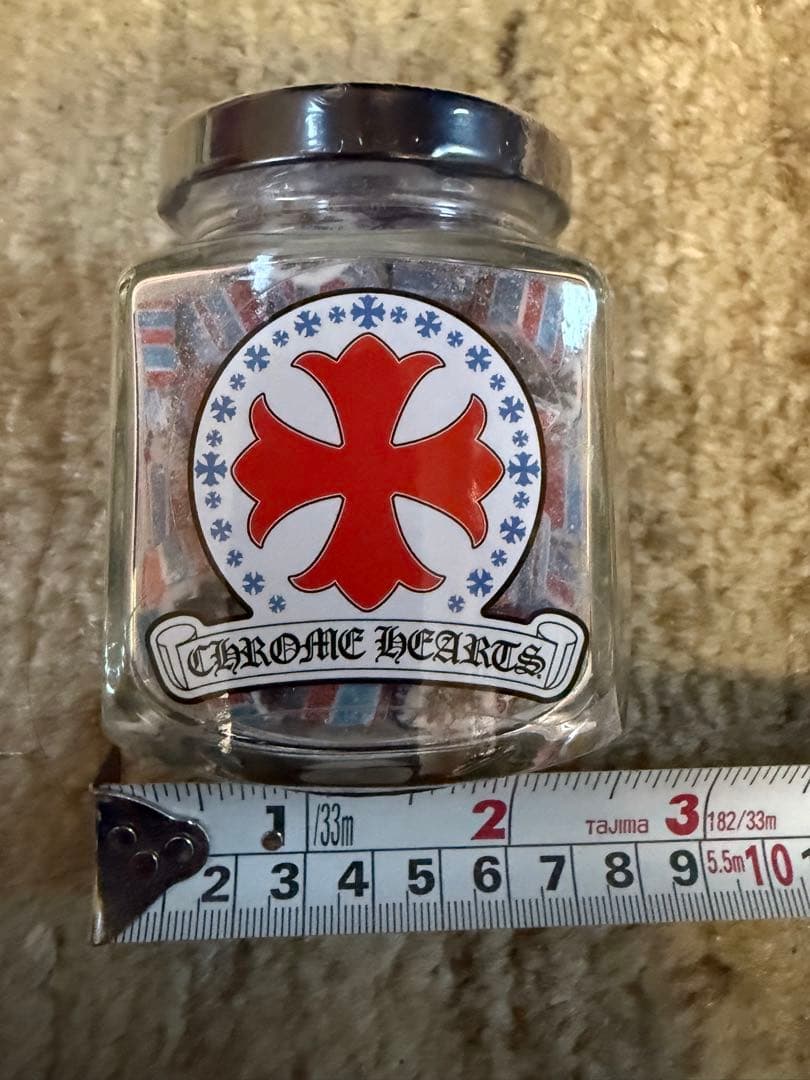 CHROME HEARTS
1 /33m 2 TaJIMa 3 182/33m
2 3 4 5 6 7 8 9 5.5m 10